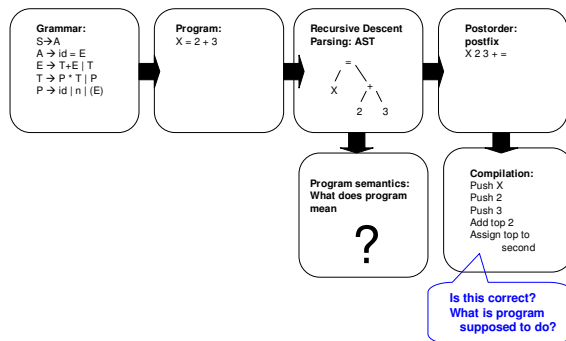 Grammar:
S→A
A → id = E
E → T+E | T
T → P * T | P
P → id | n | (E)
Program:
X = 2 + 3
Recursive Descent
Parsing: AST
=
X
+
2 3
Postorder:
postfix
X 2 3 + =
Program semantics:
What does program
mean
?
Compilation:
Push X
Push 2
Push 3
Add top 2
Assign top to
second
Is this correct?
What is program
supposed to do?